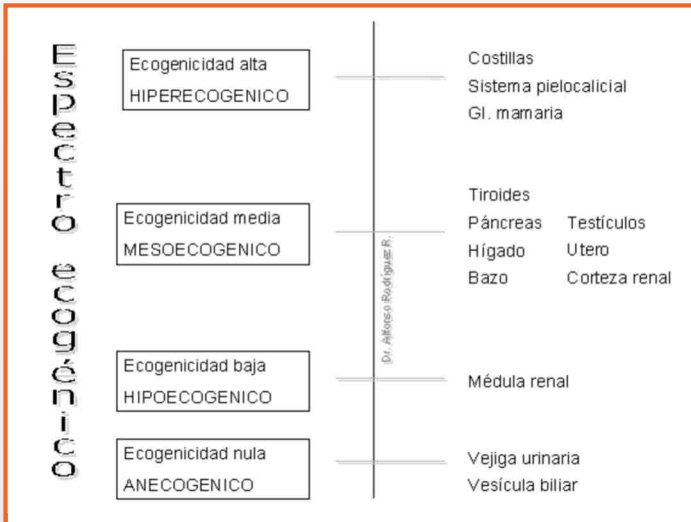 Espectro ecogénico
Ecogenicidad alta
HIPERECOGENICO
Costillas
Sistema pielocalicial
Gl. mamaria
Ecogenicidad media
MESOECOGENICO
Tiroides
Páncreas Testículos
Hígado Utero
Bazo Corteza renal
Dr. Alfonso Rodríguez R.
Ecogenicidad baja
HIPOECOGENICO
Médula renal
Ecogenicidad nula
ANECOGENICO
Vejiga urinaria
Vesícula biliar